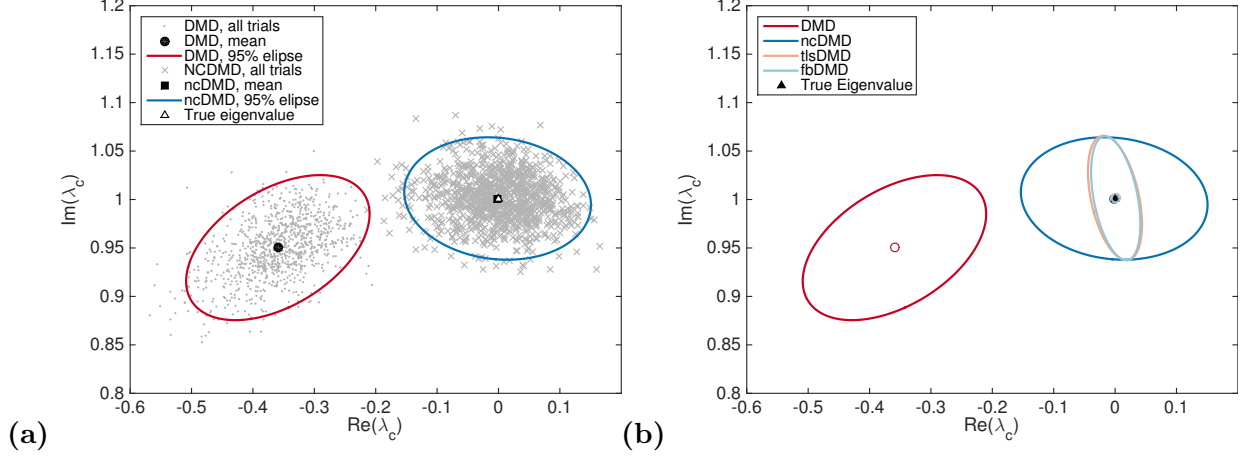 1.2
1.15
1.1
1.05
1
0.95
0.9
0.85
0.8
Im(λc)
DMD, all trials
DMD, mean
DMD, 95% elipse
NCDMD, all trials
ncDMD, mean
ncDMD, 95% elipse
True eigenvalue
-0.6 -0.5 -0.4 -0.3 -0.2 -0.1 0 0.1
Re(λc)
(a)
1.2
1.15
1.1
1.05
1
0.95
0.9
0.85
0.8
Im(λc)
DMD
ncDMD
tlsDMD
fbDMD
True Eigenvalue
-0.6 -0.5 -0.4 -0.3 -0.2 -0.1 0 0.1
Re(λc)
(b)